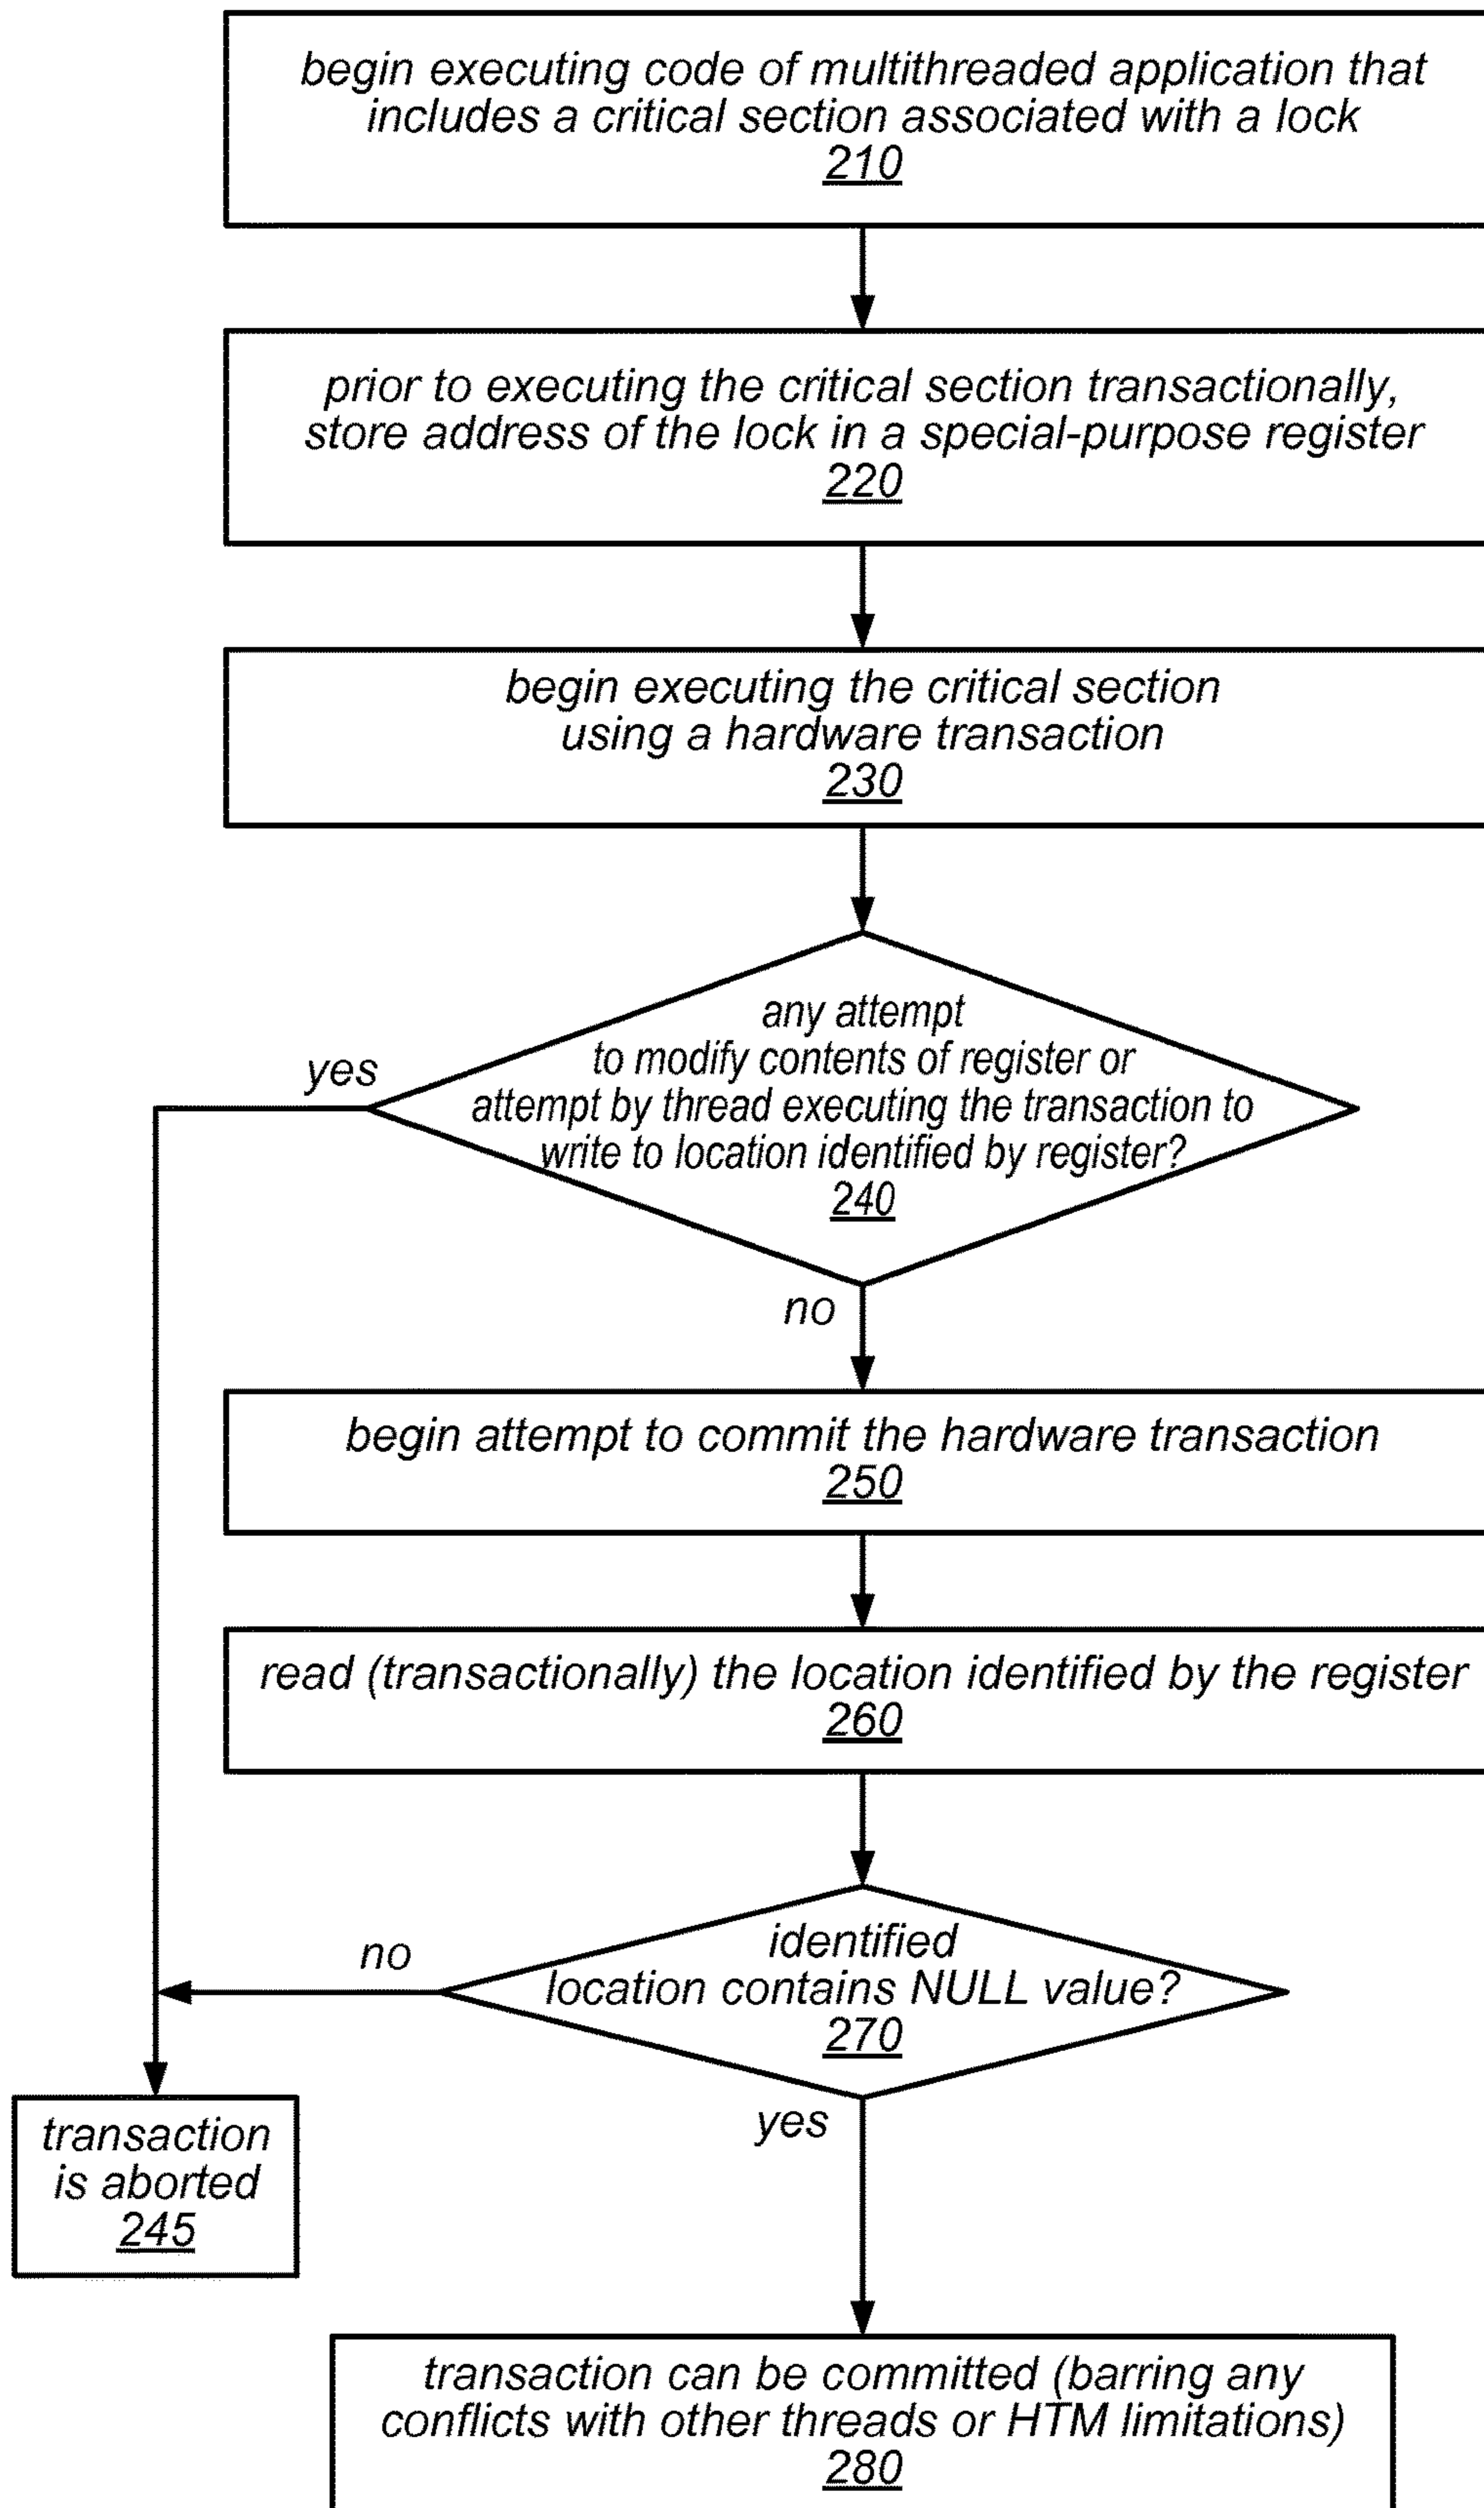 begin executing code of multithreaded application that
includes a critical section associated with a lock
210
prior to executing the critical section transactionally,
store address of the lock in a special-purpose register
220
begin executing the critical section
using a hardware transaction
230
any attempt
to modify contents of register or
attempt by thread executing the transaction to
write to location identified by register?
240
yes
no
begin attempt to commit the hardware transaction
250
read (transactionally) the location identified by the register
260
identified
location contains NULL value?
270
no
yes
transaction
is aborted
245
transaction can be committed (barring any
conflicts with other threads or HTM limitations)
280